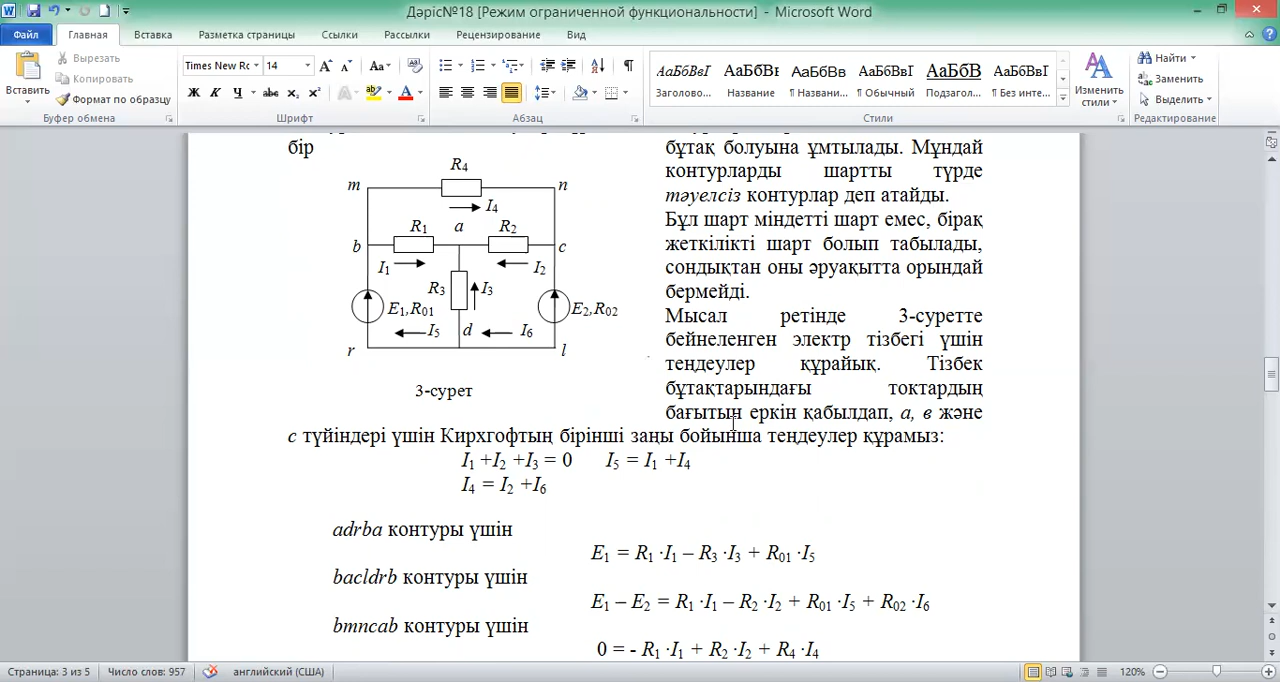 Дәріс№18 [Режим ограниченной функциональности] - Microsoft Word
Файл Главная Вставка Разметка страницы Ссылки Рассылки Рецензирование Вид
Вставить
Вырезать
Копировать
Формат по образцу
Буфер обмена
Times New Rc 14
Ж К Ч abc x₂ x²
Шрифт
Абзац
АаБбВвІ АаБбВı АаБбВв АаБбВвІ АаБбВ АаБбВвІ
Заголово... Название ¶ Названи... ¶ Обычный Подзагол... ¶ Без инте...
Стили
Изменить стили
Найти
Заменить
Выделить
Редактирование
бір
R4
m n
I4
R1 a R2
b c
I1 I2
R3 I3
E1,R01 E2,R02
I5 d I6
r l
3-сурет
бұтақ болуына ұмтылады. Мұндай
контурларды шартты түрде
тәуелсіз контурлар деп атайды.
Бұл шарт міндетті шарт емес, бірақ
жеткілікті шарт болып табылады,
сондықтан оны әруақытта орындай
бермейді.
Мысал ретінде 3-суретте
бейнеленген электр тізбегі үшін
теңдеулер құрайық. Тізбек
бұтақтарындағы токтардың
бағытын еркін қабылдап, а, в және
с түйіндері үшін Кирхгофтың бірінші заңы бойынша теңдеулер құрамыз:
I₁ +I₂ +I₃ = 0 I₅ = I₁ +I₄
I₄ = I₂ +I₆
adrba контуры үшін
E₁ = R₁ ·I₁ – R₃ ·I₃ + R₀₁ ·I₅
bacldrb контуры үшін
E₁ – E₂ = R₁ ·I₁ – R₂ ·I₂ + R₀₁ ·I₅ + R₀₂ ·I₆
bmncab контуры үшін
0 = - R₁ ·I₁ + R₂ ·I₂ + R₄ ·I₄
Страница: 3 из 5 Число слов: 957 английский (США) 120%